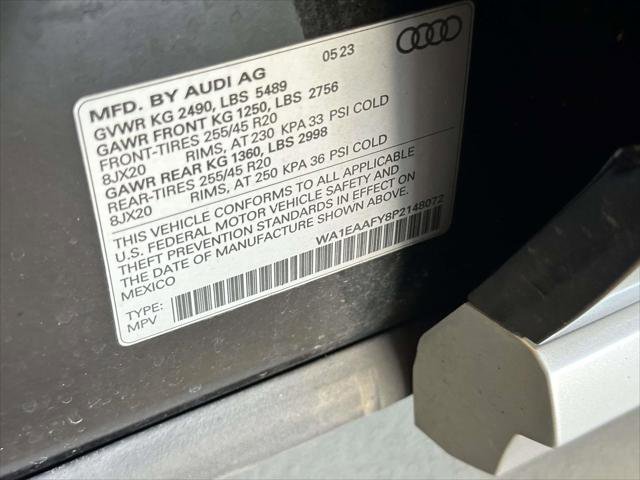 05 23
MFD. BY AUDI AG
GVWR KG 2490, LBS 5489
GAWR FRONT KG 1250, LBS 2756
FRONT-TIRES 255/45 R20
8JX20 RIMS, AT 230 KPA 33 PSI COLD
GAWR REAR KG 1360, LBS 2998
REAR-TIRES 255/45 R20
8JX20 RIMS, AT 250 KPA 36 PSI COLD
THIS VEHICLE CONFORMS TO ALL APPLICABLE
U.S. FEDERAL MOTOR VEHICLE SAFETY AND
THEFT PREVENTION STANDARDS IN EFFECT ON
THE DATE OF MANUFACTURE SHOWN ABOVE.
MEXICO WA1EAAFY8P2148072
TYPE:
MPV